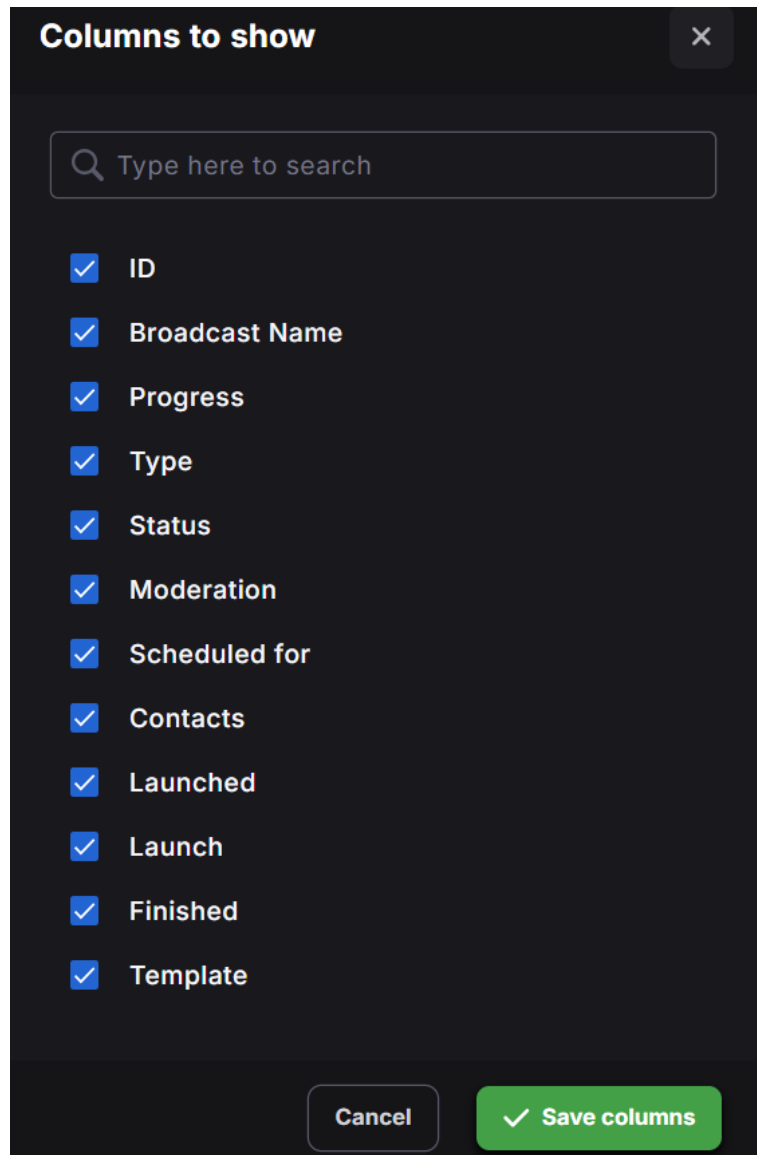 Columns to show
Type here to search
ID
Broadcast Name
Progress
Type
Status
Moderation
Scheduled for
Contacts
Launched
Launch
Finished
Template
Cancel
Save columns